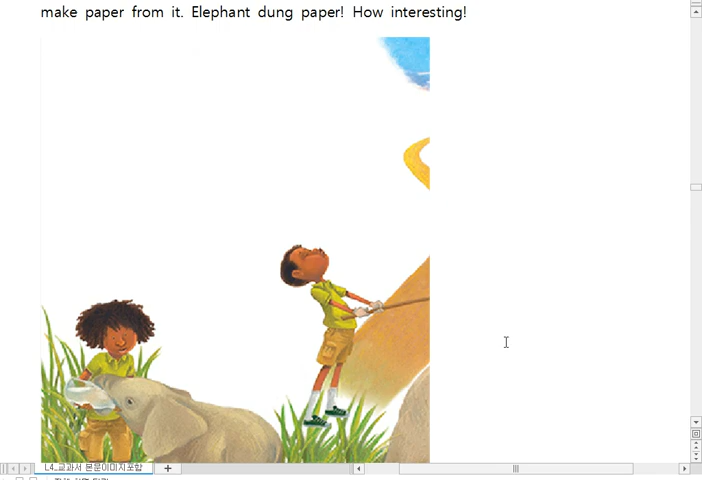 make paper from it. Elephant dung paper! How interesting!
L4_교과서 본문이미지포함